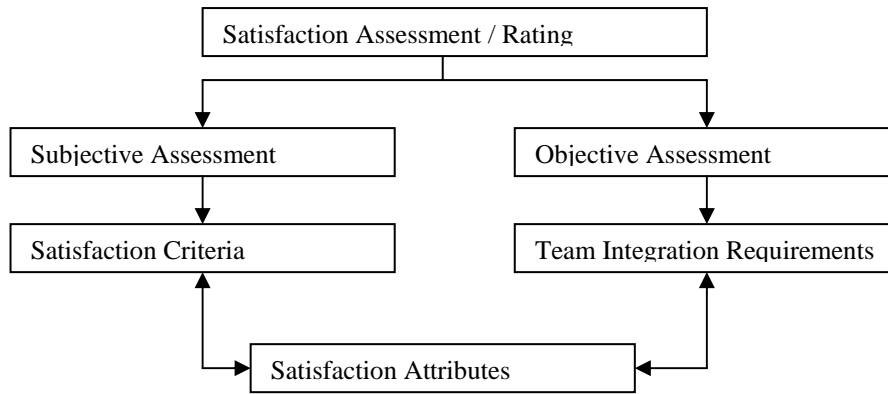 Satisfaction Assessment / Rating
Subjective Assessment
Objective Assessment
Satisfaction Criteria
Team Integration Requirements
Satisfaction Attributes